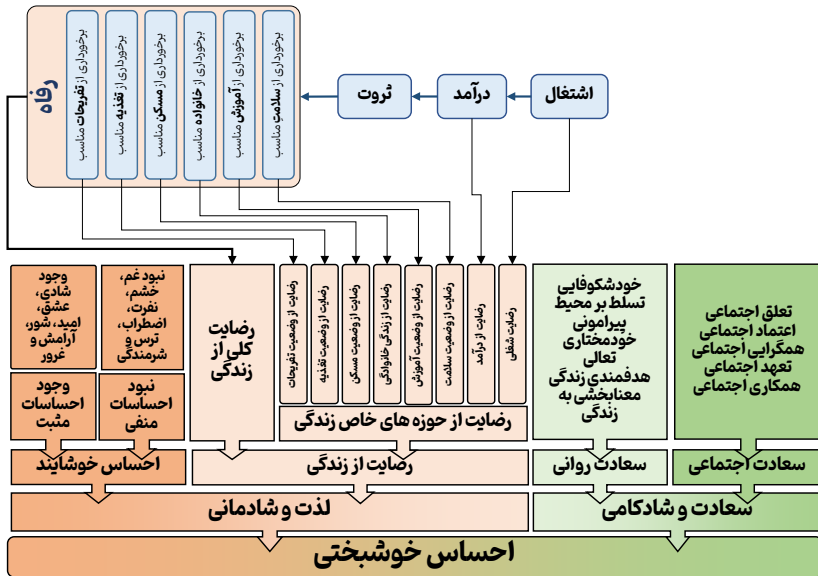 اشتغال
درآمد
ثروت
برخورداری از سلامت مناسب
برخورداری از آموزش مناسب
برخورداری از خانواده مناسب
برخورداری از مسکن مناسب
برخورداری از تغذیه مناسب
برخورداری از تفریحات مناسب
رفاه
تعلق اجتماعی
اعتماد اجتماعی
همگرایی اجتماعی
تعهد اجتماعی
همکاری اجتماعی
خودشکوفایی
تسلط بر محیط
پیرامونی
خودمختاری
تعالی
هدفمندی زندگی
معنابخشی به
زندگی
رضایت شغلی
رضایت از درآمد
رضایت از وضعیت سلامت
رضایت از وضعیت آموزش
رضایت از زندگی خانوادگی
رضایت از وضعیت مسکن
رضایت از وضعیت تغذیه
رضایت از وضعیت تفریحات
رضایت
کلی از
زندگی
نبود غم،
خشم،
نفرت،
اضطراب،
ترس و
شرمندگی
وجود
شادی،
عشق،
امید، شور،
آرامش و
غرور
رضایت از حوزه های خاص زندگی
نبود
احساسات
منفی
وجود
احساسات
مثبت
سعادت اجتماعی
سعادت روانی
رضایت از زندگی
احساس خوشایند
سعادت و شادکامی
لذت و شادمانی
احساس خوشبختی